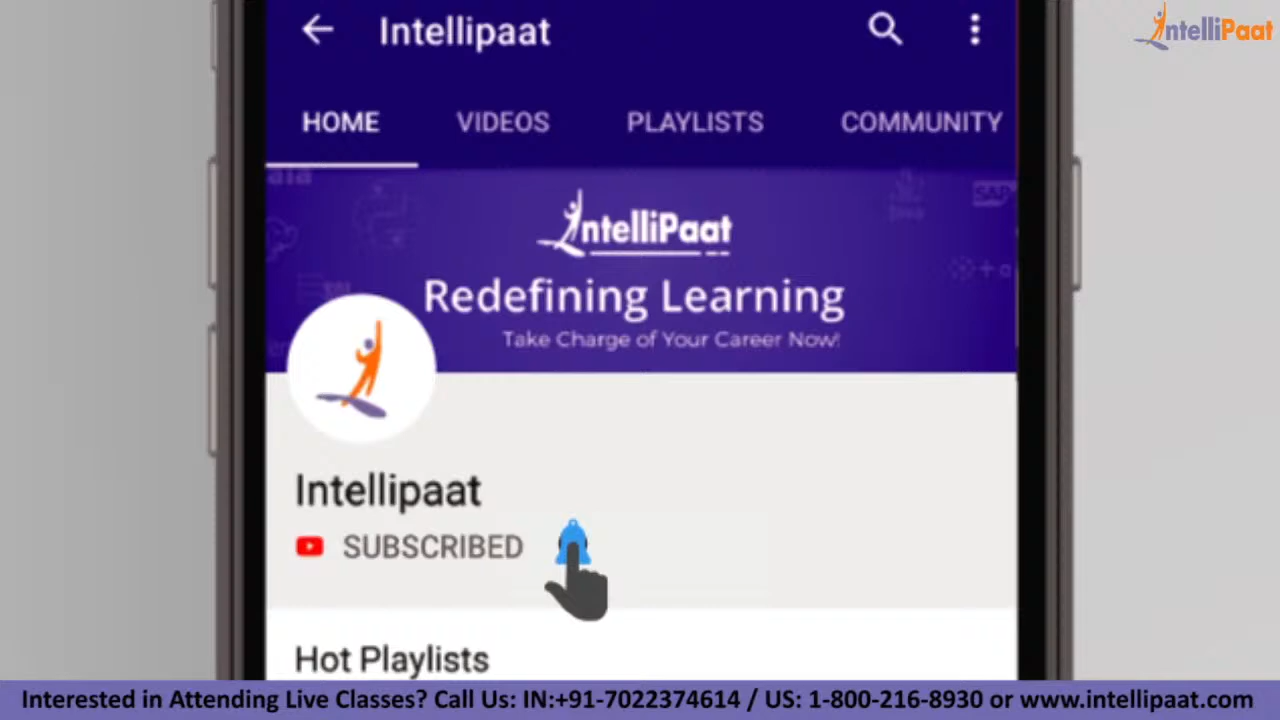 Intellipaat
IntelliPaat
HOME VIDEOS PLAYLISTS COMMUNITY
SAP
IntelliPaat
Redefining Learning
Take Charge of Your Career Now!
Intellipaat
SUBSCRIBED
Hot Playlists
Interested in Attending Live Classes? Call Us: IN:+91-7022374614 / US: 1-800-216-8930 or www.intellipaat.com